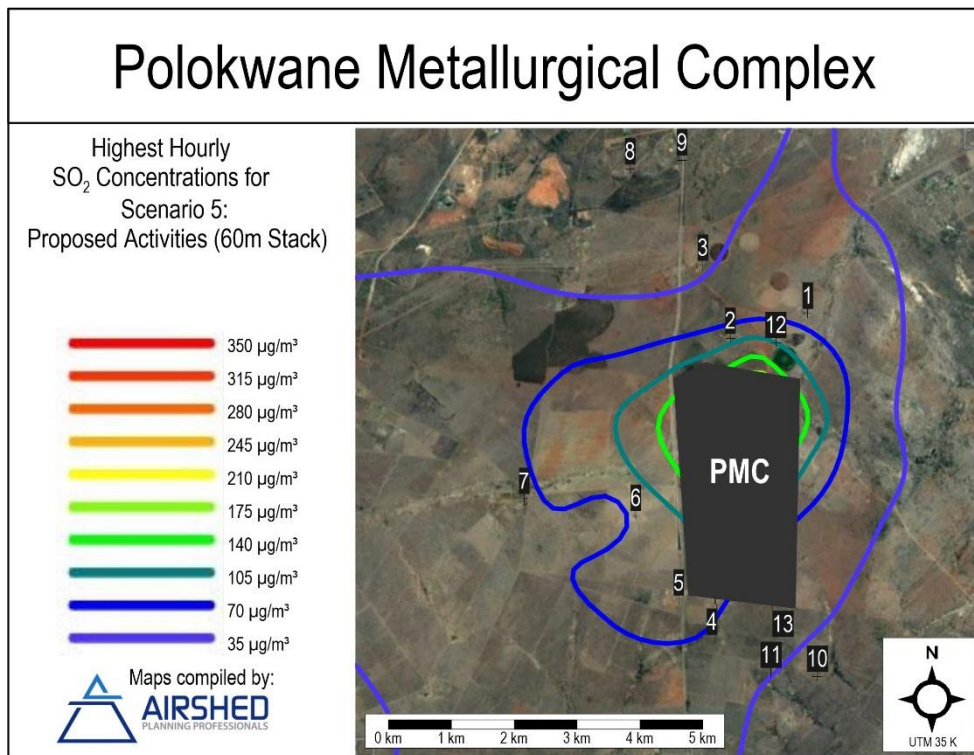 Polokwane Metallurgical Complex
Highest Hourly
SO₂ Concentrations for
Scenario 5:
Proposed Activities (60m Stack)
350 µg/m³
315 µg/m³
280 µg/m³
245 µg/m³
210 µg/m³
175 µg/m³
140 µg/m³
105 µg/m³
70 µg/m³
35 µg/m³
Maps compiled by:
AIRSHED
PLANNING PROFESSIONALS
8
9
3
1
2
12
PMC
7
6
5
4
13
11
10
0 km 1 km 2 km 3 km 4 km 5 km
N
UTM 35 K